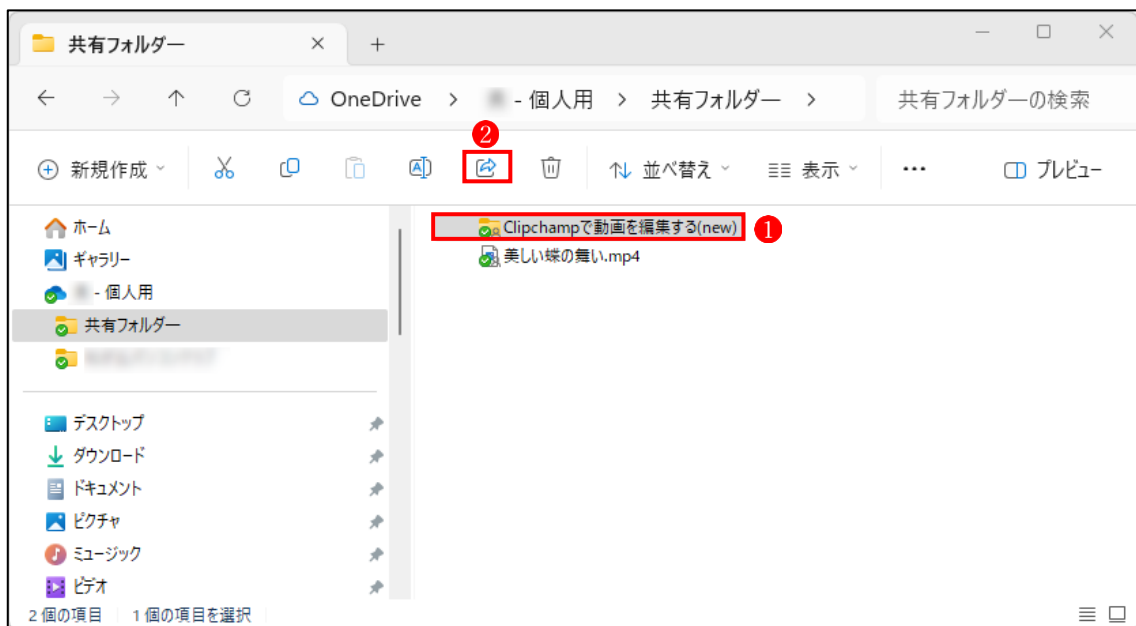 共有フォルダー
OneDrive > - 個人用 > 共有フォルダー > 共有フォルダーの検索
2
新規作成 並べ替え 表示 … プレビュー
ホーム
ギャラリー
- 個人用
共有フォルダー
デスクトップ
ダウンロード
ドキュメント
ピクチャ
ミュージック
ビデオ
Clipchampで動画を編集する(new) 1
美しい蝶の舞い.mp4
2 個の項目 1 個の項目を選択